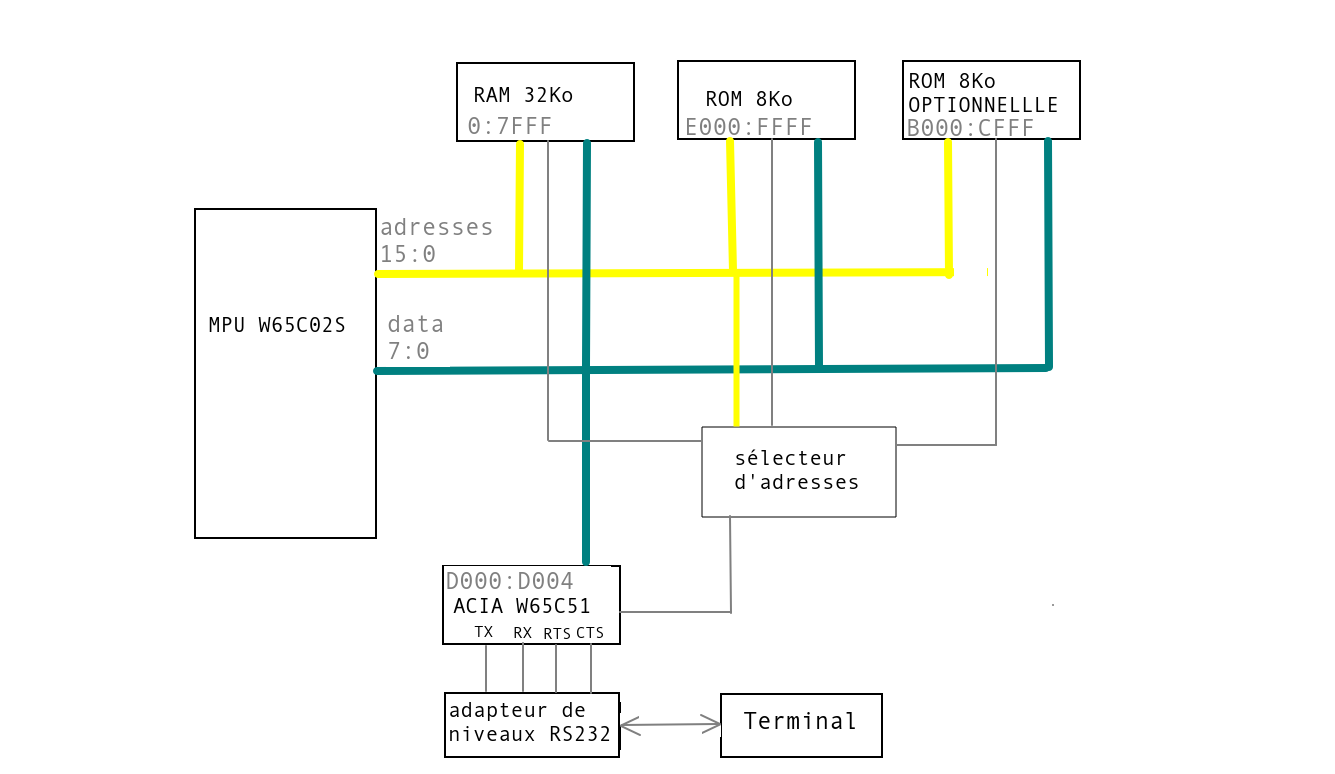 RAM 32Ko
0:7FFF
ROM 8Ko
E000:FFFF
ROM 8Ko
OPTIONNELLLE
B000:CFFF
adresses
15:0
MPU W65C02S
data
7:0
sélecteur
d'adresses
D000:D004
ACIA W65C51
TX RX RTS CTS
adapteur de
niveaux RS232
Terminal